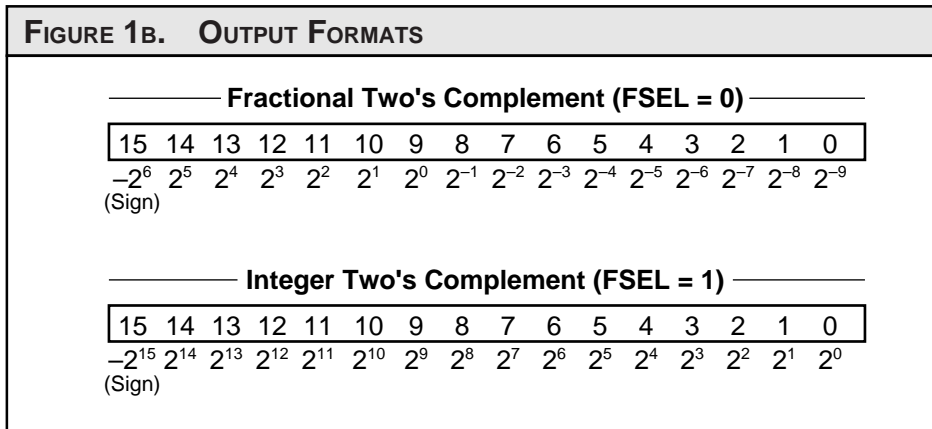 FIGURE 1B. OUTPUT FORMATS
Fractional Two's Complement (FSEL = 0)
15 14 13 12 11 10 9 8 7 6 5 4 3 2 1 0
–2⁶ 2⁵ 2⁴ 2³ 2² 2¹ 2⁰ 2⁻¹ 2⁻² 2⁻³ 2⁻⁴ 2⁻⁵ 2⁻⁶ 2⁻⁷ 2⁻⁸ 2⁻⁹
(Sign)
Integer Two's Complement (FSEL = 1)
15 14 13 12 11 10 9 8 7 6 5 4 3 2 1 0
–2¹⁵ 2¹⁴ 2¹³ 2¹² 2¹¹ 2¹⁰ 2⁹ 2⁸ 2⁷ 2⁶ 2⁵ 2⁴ 2³ 2² 2¹ 2⁰
(Sign)